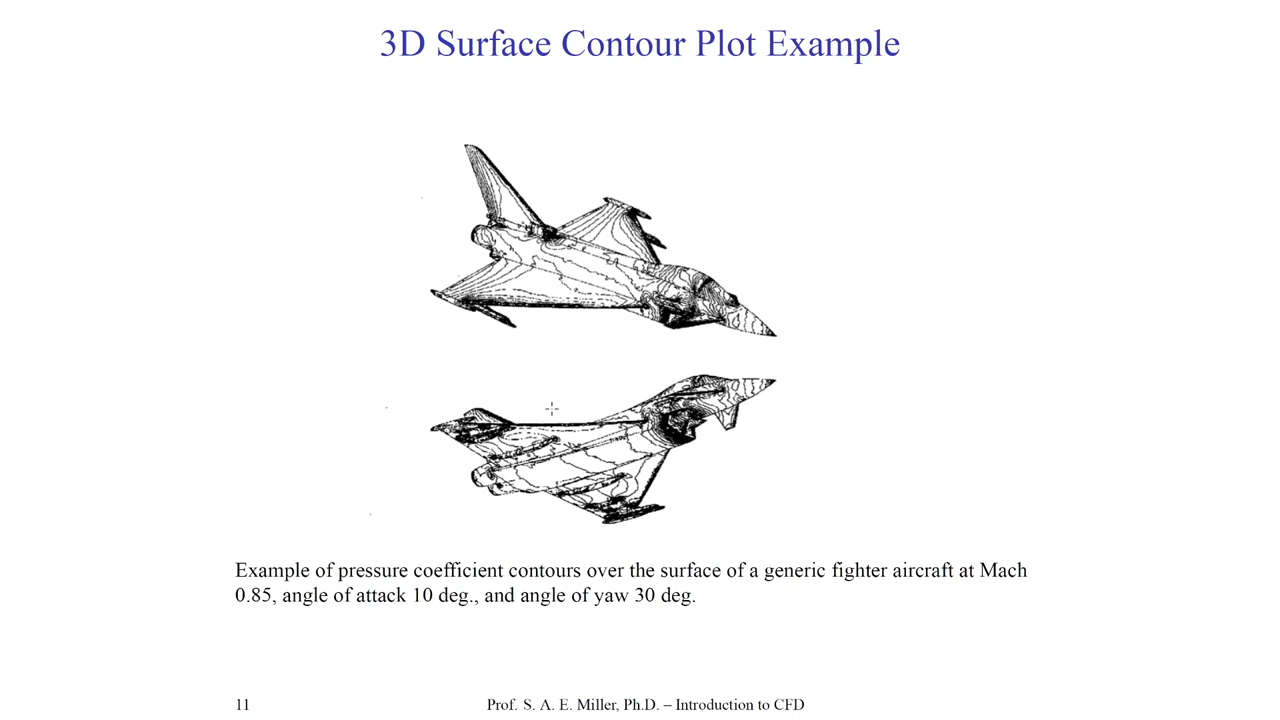 3D Surface Contour Plot Example
Example of pressure coefficient contours over the surface of a generic fighter aircraft at Mach
0.85, angle of attack 10 deg., and angle of yaw 30 deg.
11
Prof. S. A. E. Miller, Ph.D. – Introduction to CFD